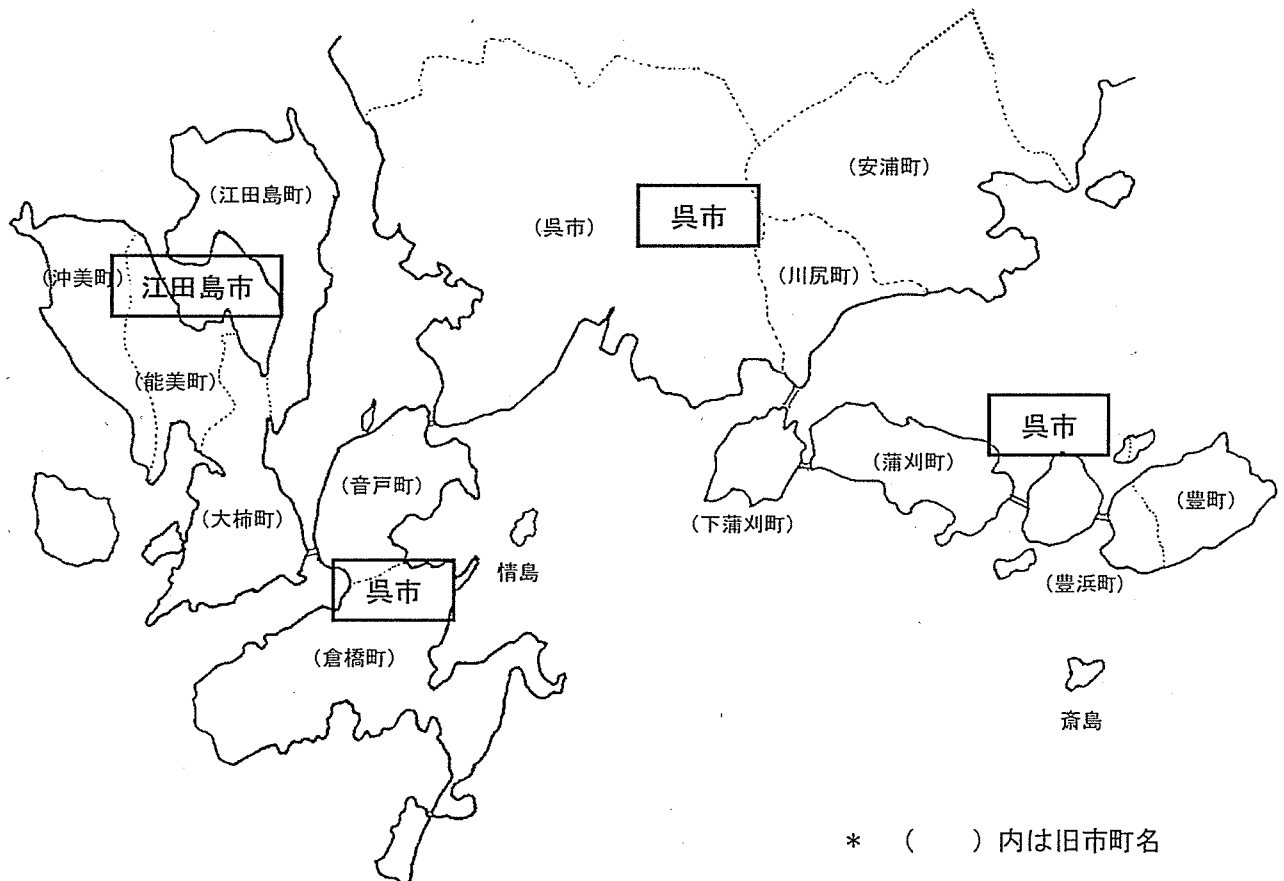 (安浦町)
(江田島町)
(呉市)
呉市
(川尻町)
(沖美町)
江田島市
(能美町)
呉市
(音戸町)
(蒲刈町)
(豊町)
(大柿町)
(下蒲刈町)
情島
(豊浜町)
呉市
(倉橋町)
斎島
* ( )内は旧市町名